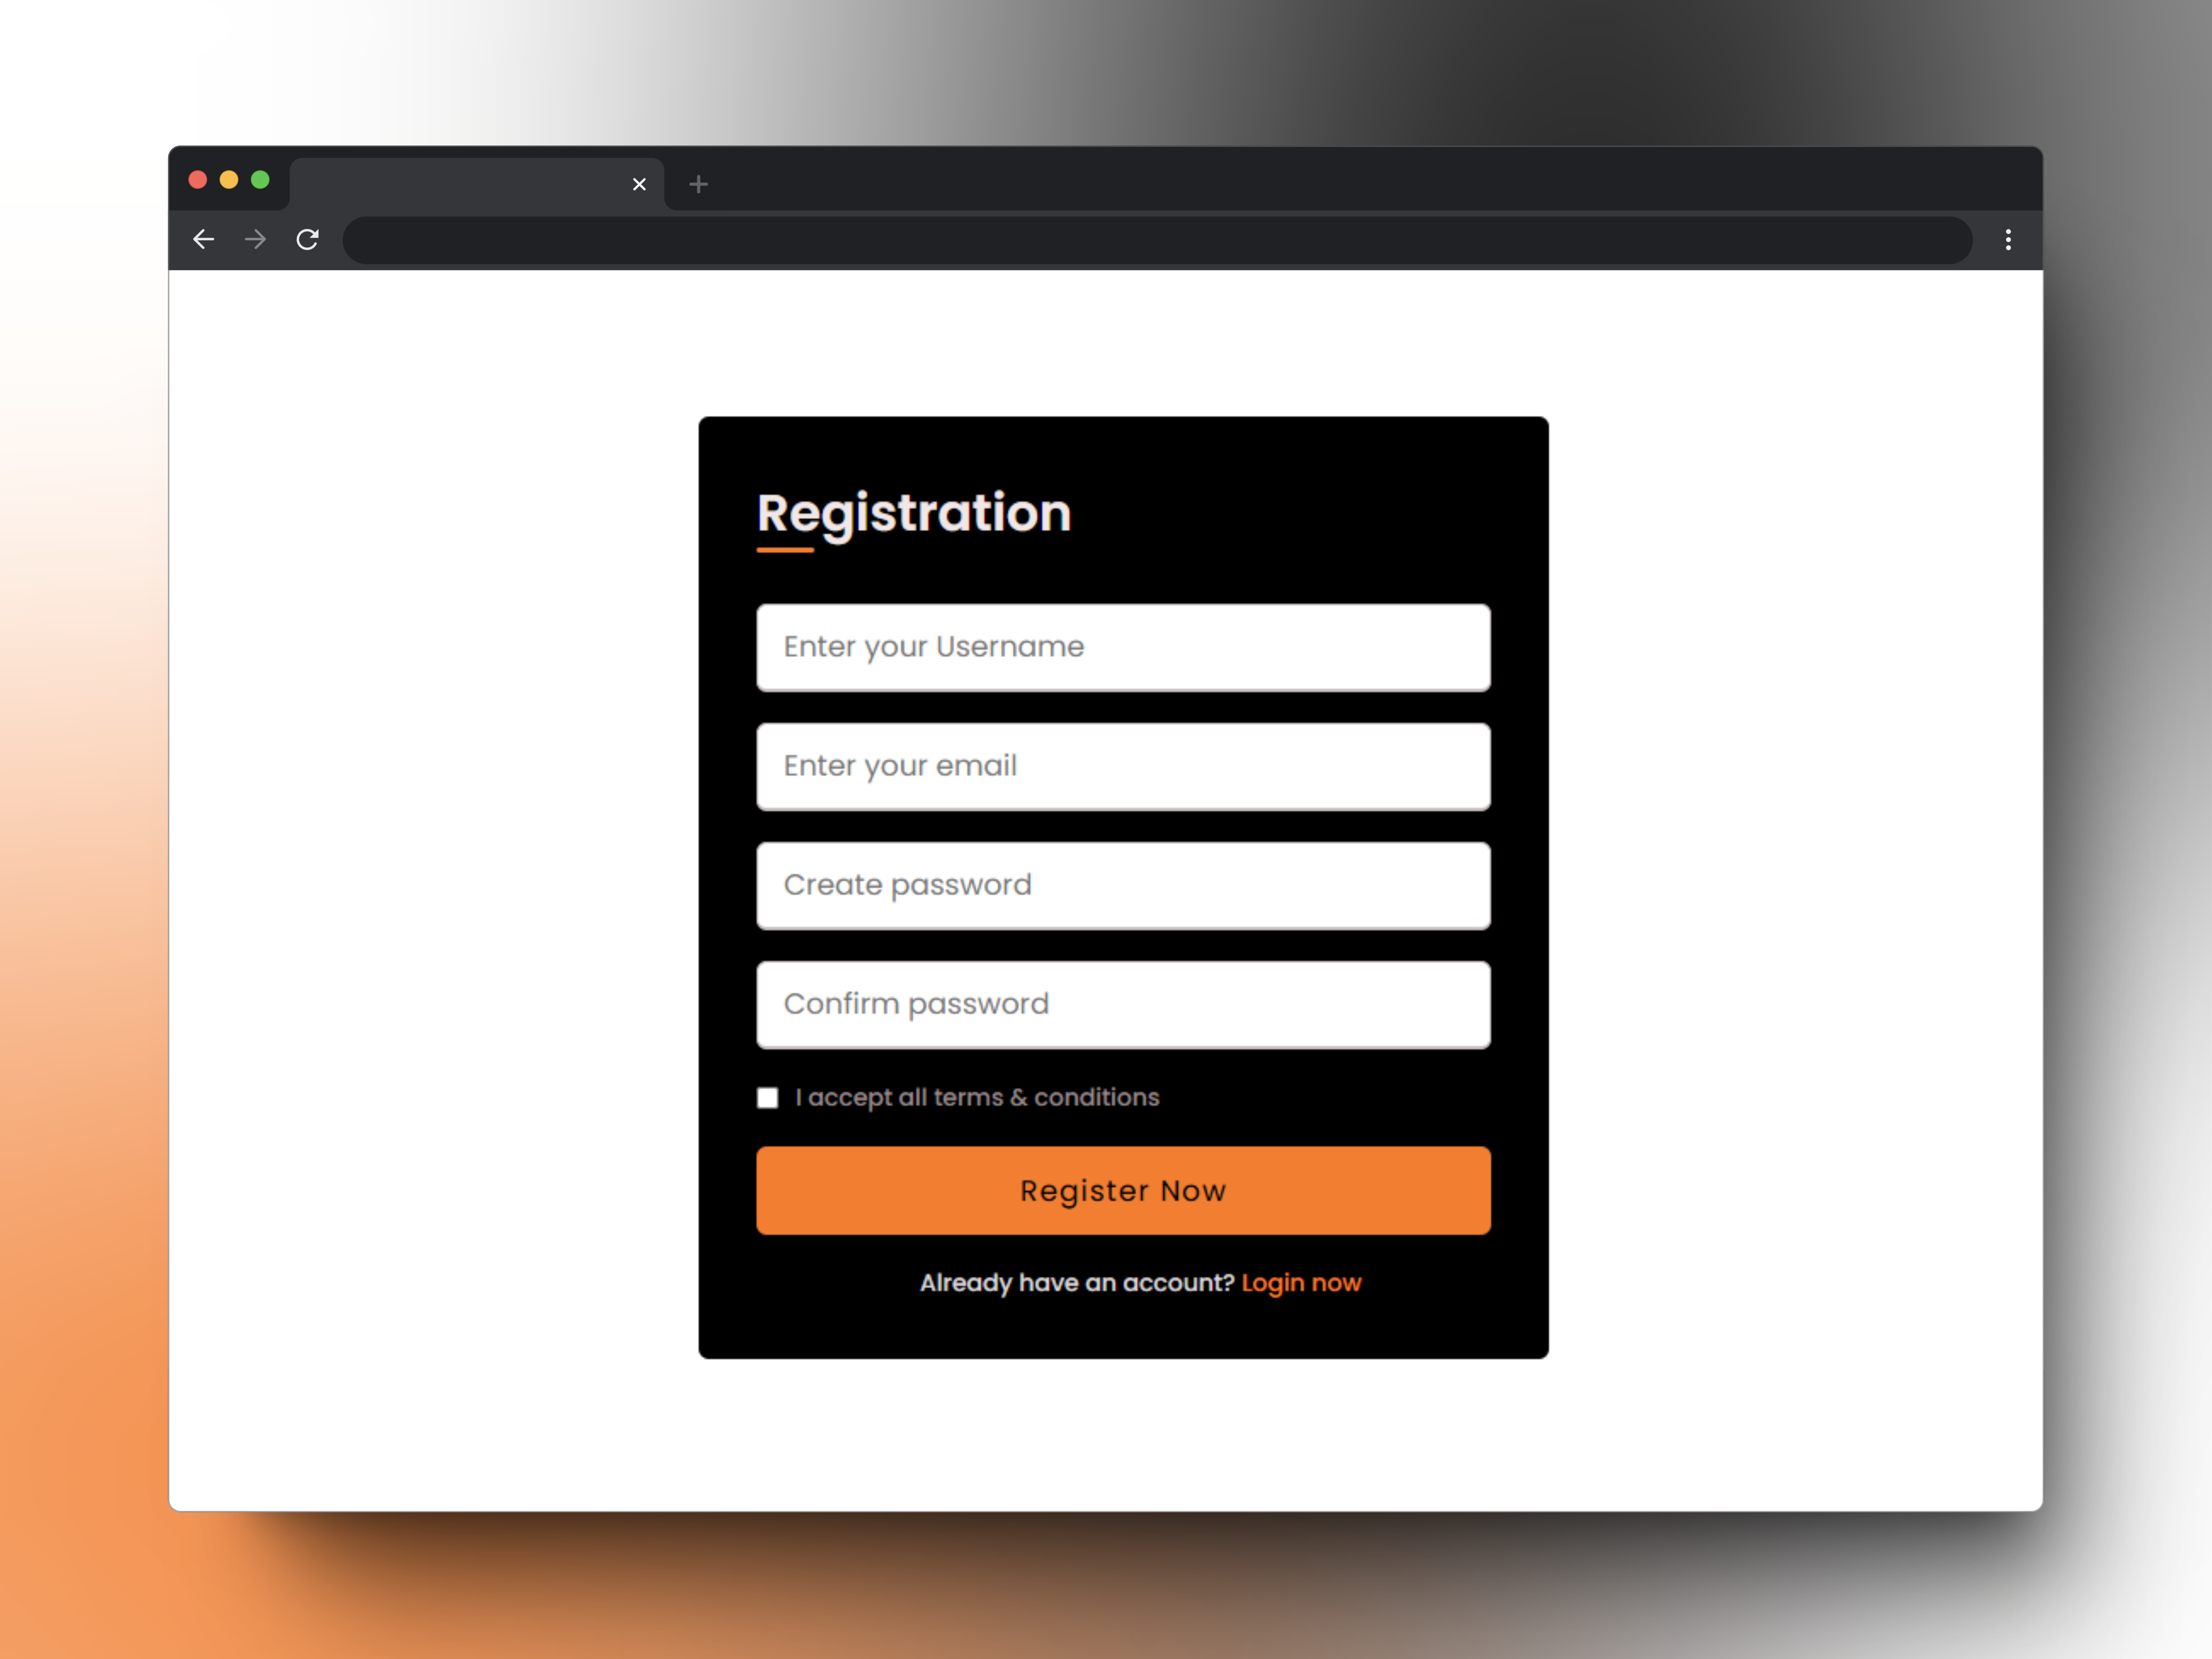 Registration
Enter your Username
Enter your email
Create password
Confirm password
I accept all terms & conditions
Register Now
Already have an account? Login now